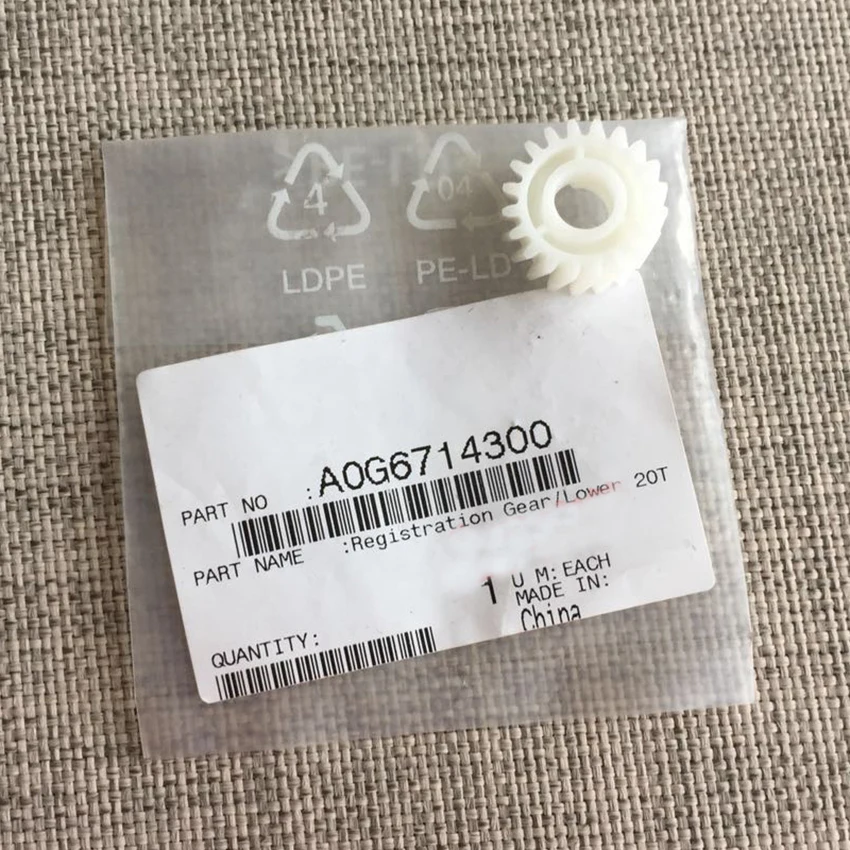 4
04
LDPE
PE-LD
PART NO :A0G6714300
PART NAME :Registration Gear/Lower 20T
1 U M: EACH
MADE IN:
China
QUANTITY: